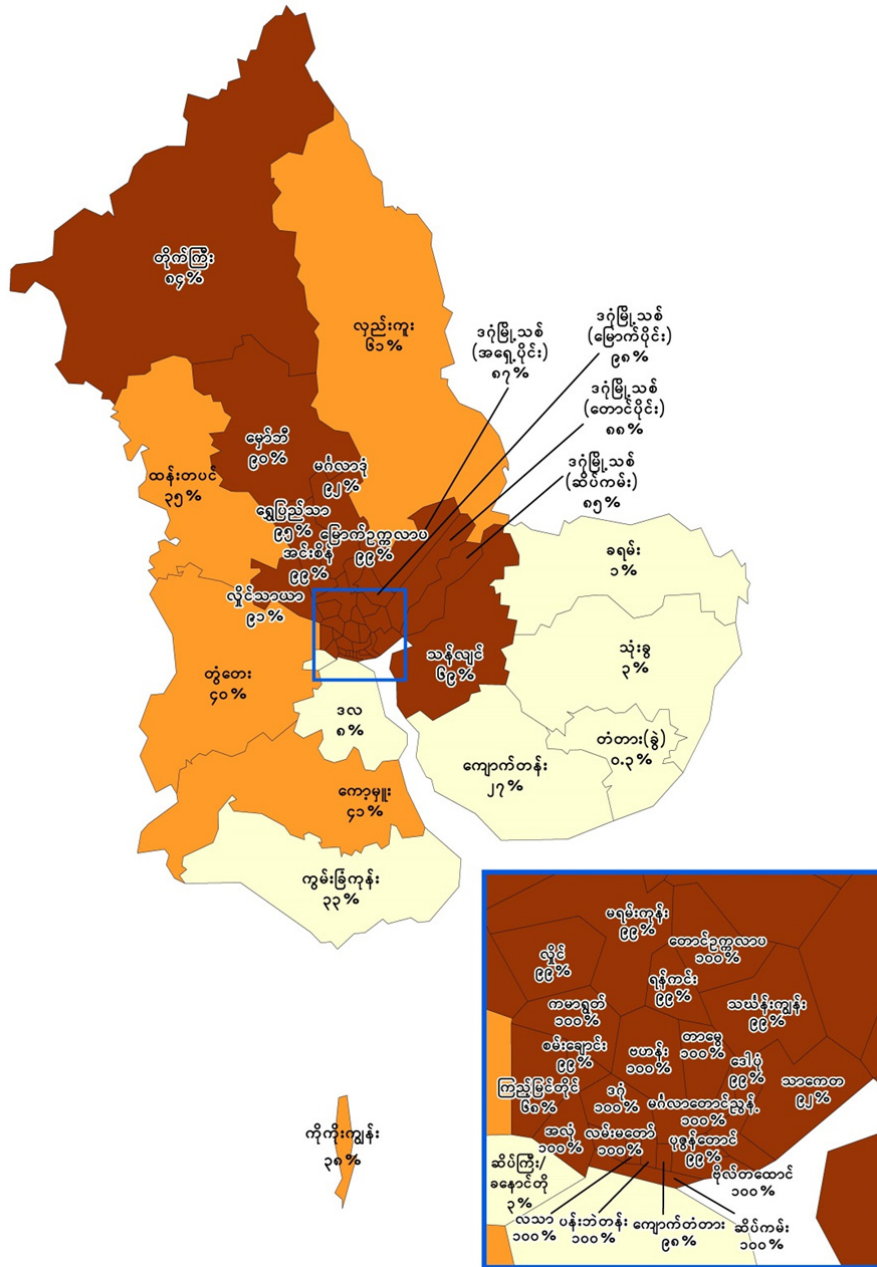 တိုက်ကြီး
၈၄%
လှည်းကူး
၆၁%
ဒဂုံမြို့သစ်
(အရှေ့ပိုင်း)
၈၇%
ဒဂုံမြို့သစ်
(မြောက်ပိုင်း)
၉၈%
ဒဂုံမြို့သစ်
(တောင်ပိုင်း)
၈၈%
ဒဂုံမြို့သစ်
(ဆိပ်ကမ်း)
၈၅%
မှော်ဘီ
၉၀%
မင်္ဂလာဒုံ
၉၂%
ထန်းတပင်
၃၅%
ရွှေပြည်သာ
၉၅%
မြောက်ဥက္ကလာပ
၉၉%
အင်းစိန်
၉၉%
လှိုင်သာယာ
၉၁%
ခရမ်း
၁%
သုံးခွ
၃%
သန်လျင်
၆၉%
တွံတေး
၄၀%
ဒလ
၈%
တံတား(ခွဲ)
၀.၃%
ကျောက်တန်း
၂၇%
ကော့မှူး
၄၁%
ကွမ်းခြံကုန်း
၃၃%
ကိုကိုးကျွန်း
၃၈%
မရမ်းကုန်း
၉၉%
တောင်ဥက္ကလာပ
၁၀၀%
လှိုင်
၉၉%
ရန်ကင်း
၉၉%
ကမာရွတ်
၁၀၀%
သင်္ဃန်းကျွန်း
၉၉%
တာမွေ
၁၀၀%
စမ်းချောင်း
၉၉%
ဗဟန်း
၁၀၀%
ဒေါပုံ
၉၉%
သာကေတ
၉၂%
ကြည့်မြင်တိုင်
၆၈%
ဒဂုံ
၁၀၀%
မင်္ဂလာတောင်ညွန့်
၁၀၀%
အလုံ
၁၀၀%
လမ်းမတော်
၁၀၀%
ပုဇွန်တောင်
၉၉%
ဗိုလ်တထောင်
၁၀၀%
ဆိပ်ကြီး/
ခနောင်တို
၃%
လသာ
၁၀၀%
ပန်းဘဲတန်း
၁၀၀%
ကျောက်တံတား
၉၈%
ဆိပ်ကမ်း
၁၀၀%